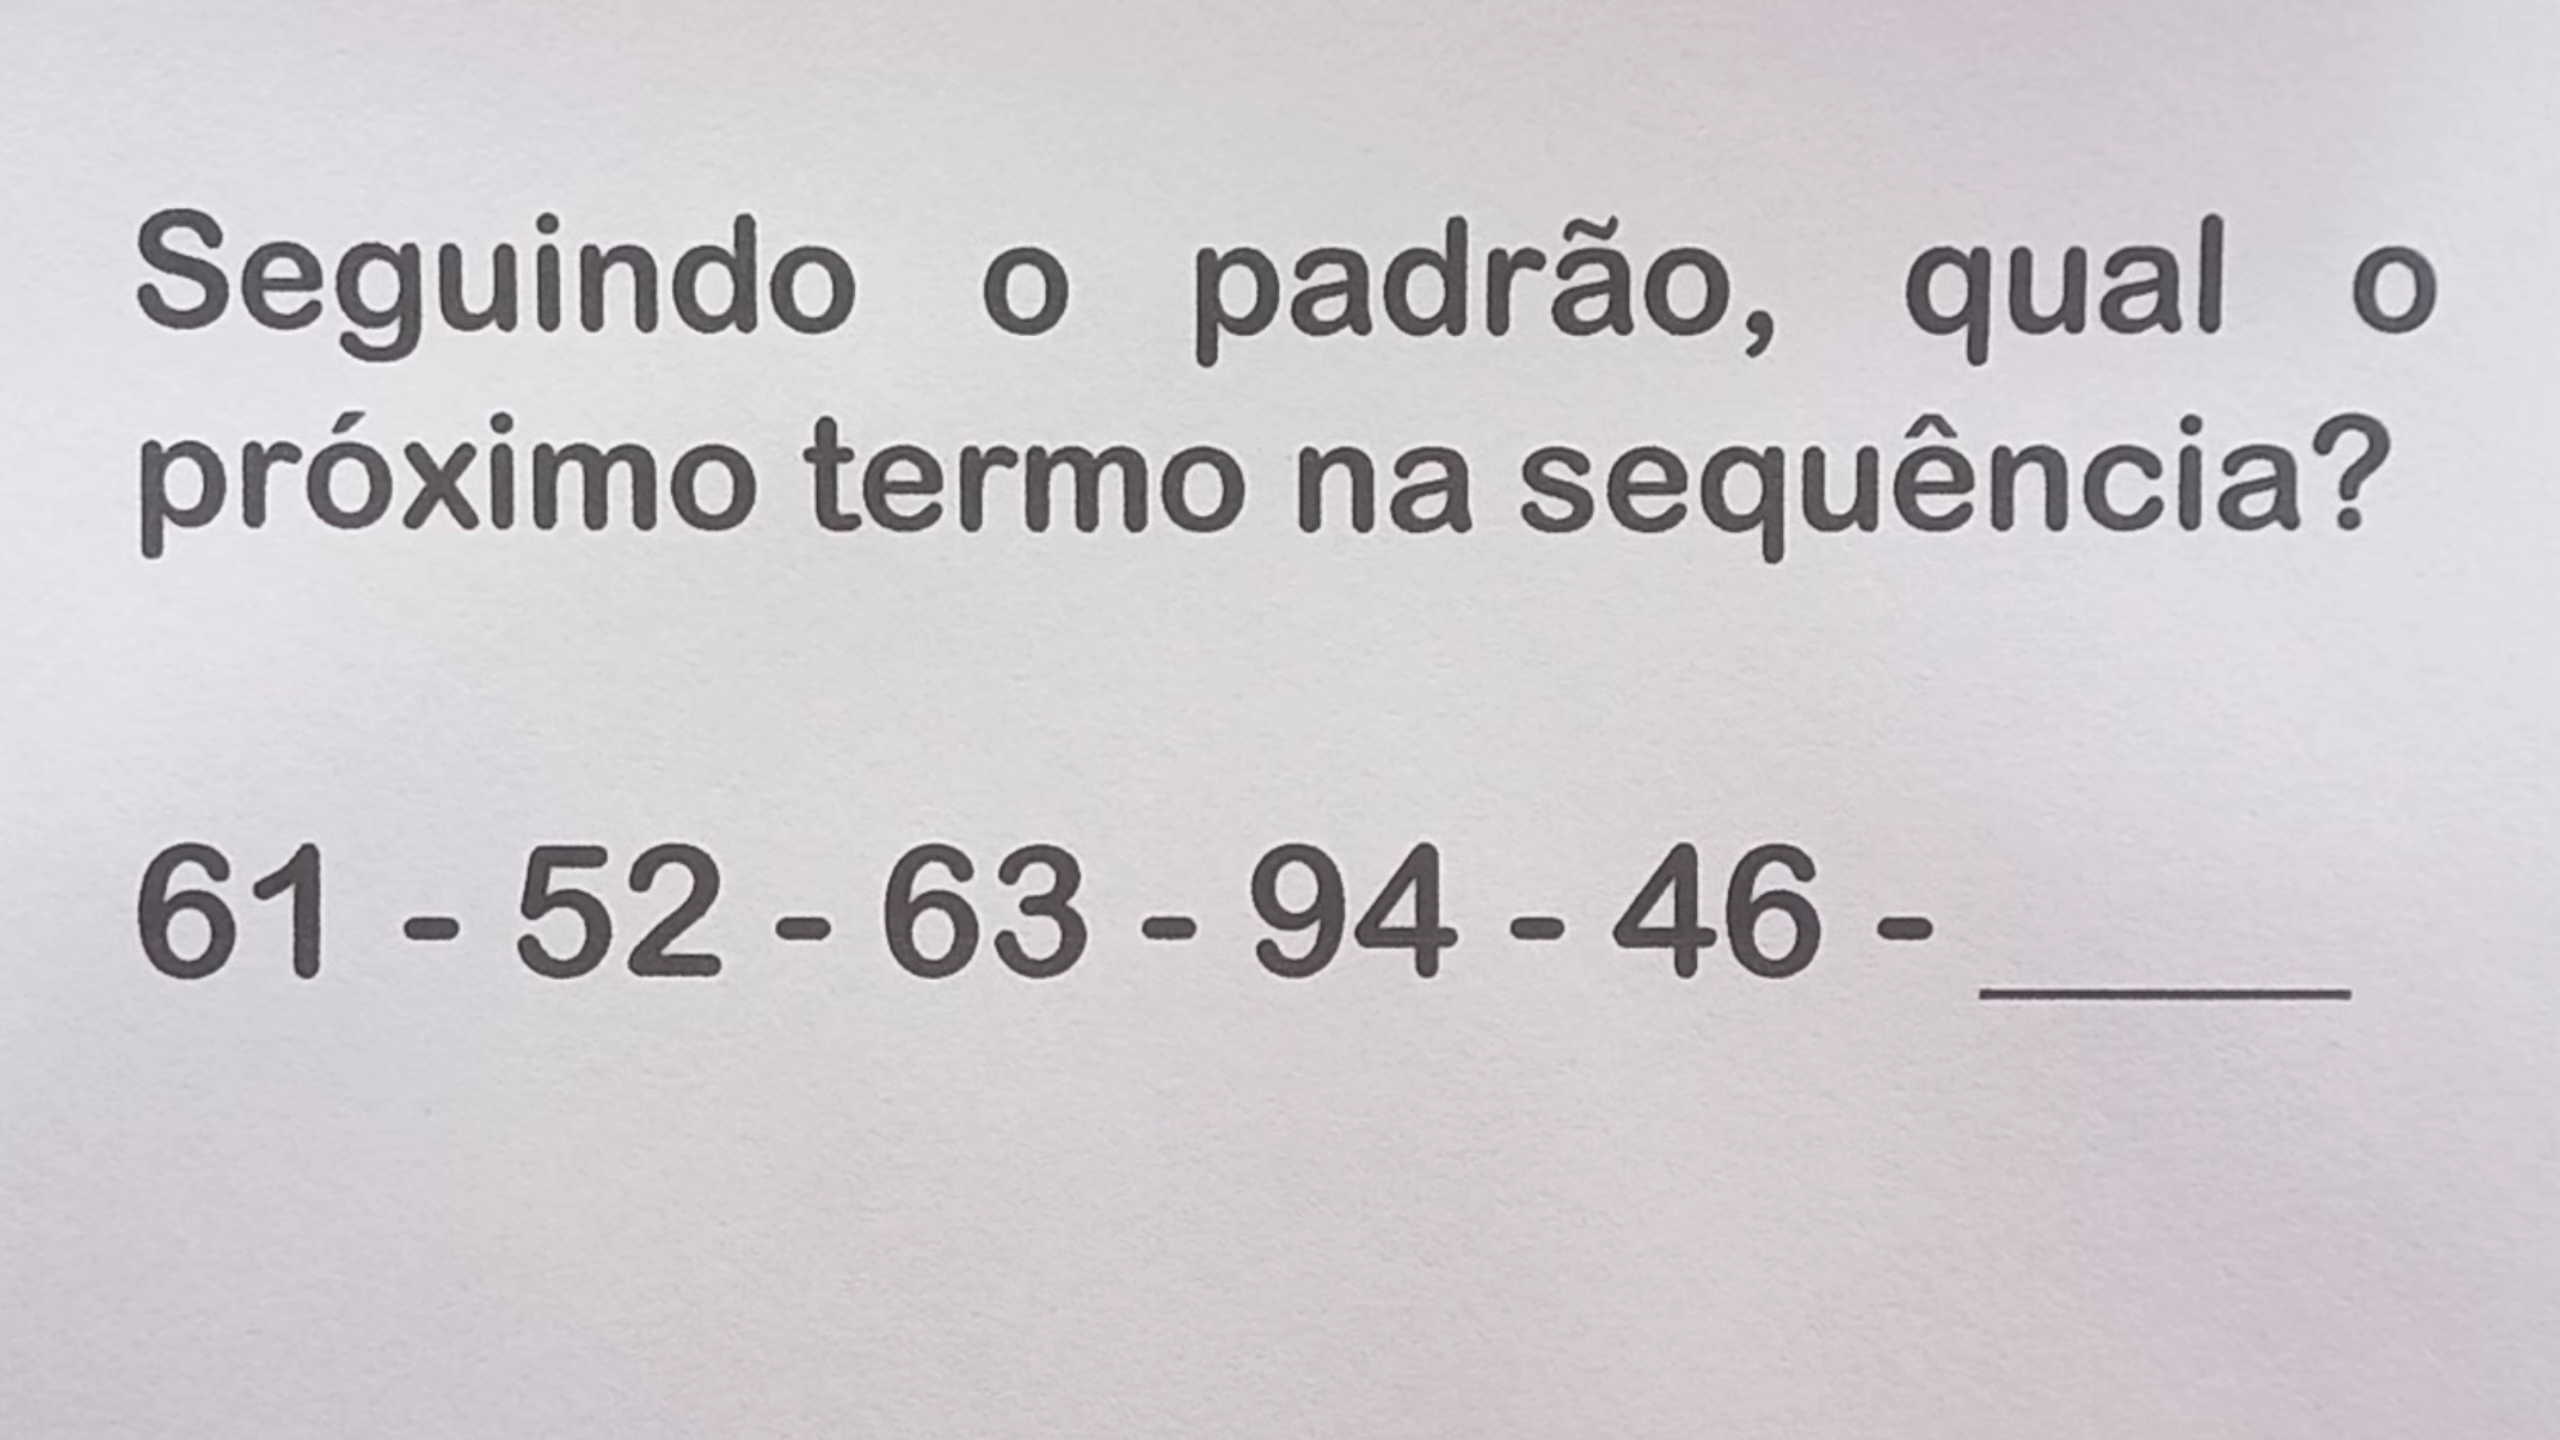 Seguindo o padrão, qual o
próximo termo na sequência?
61 - 52 - 63 - 94 - 46 - ____